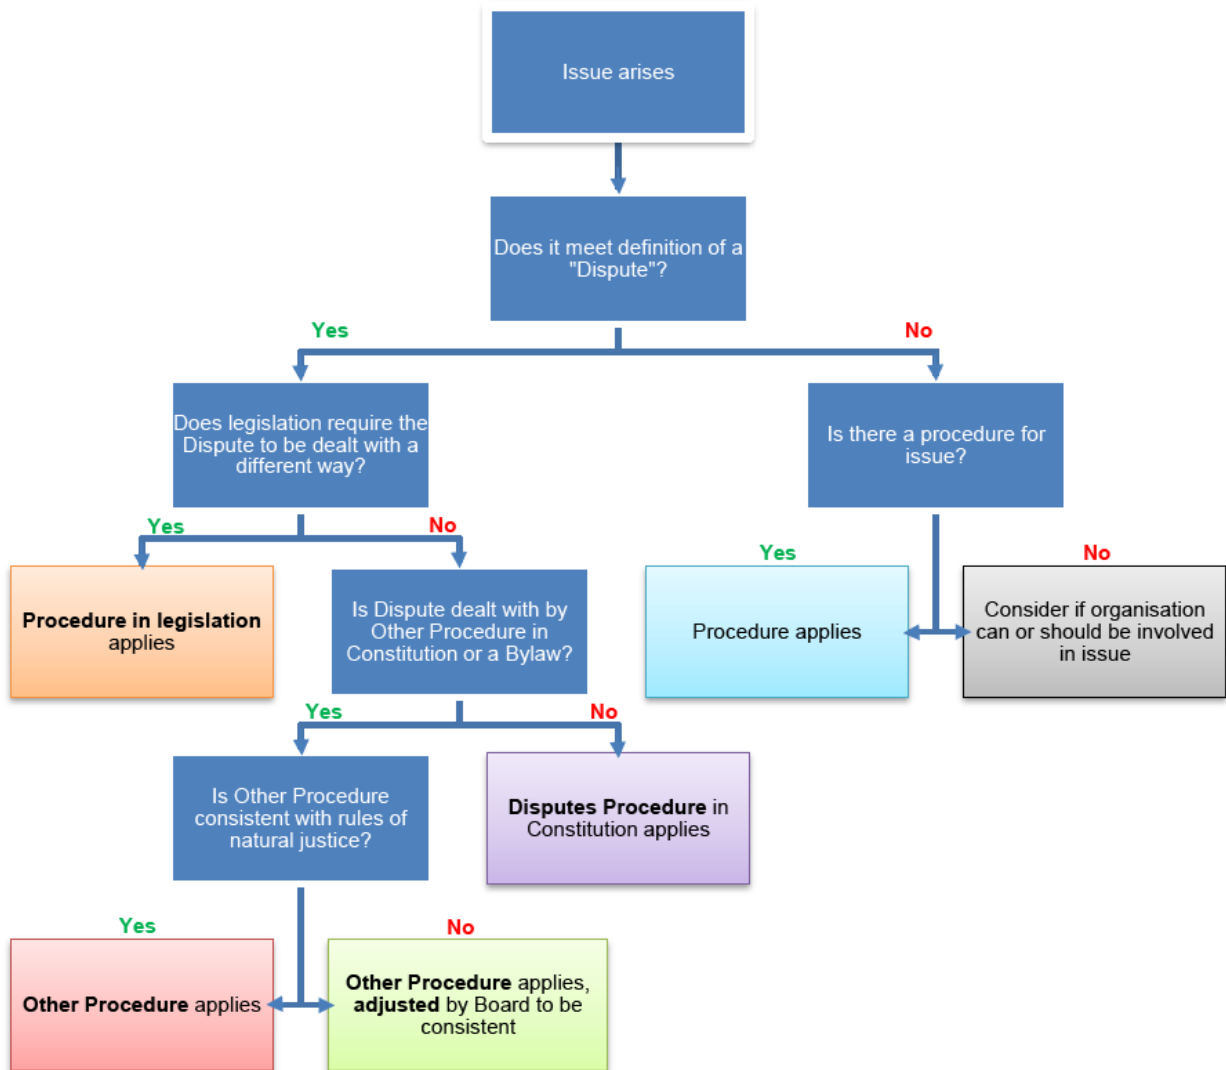 Issue arises
Does it meet definition of a
"Dispute"?
Yes
No
Does legislation require the
Dispute to be dealt with a
different way?
Is there a procedure for
issue?
Yes
No
Yes
No
Procedure in legislation
applies
Is Dispute dealt with by
Other Procedure in
Constitution or a Bylaw?
Procedure applies
Consider if organisation
can or should be involved
in issue
Yes
No
Is Other Procedure
consistent with rules of
natural justice?
Disputes Procedure in
Constitution applies
Yes
No
Other Procedure applies
Other Procedure applies,
adjusted by Board to be
consistent